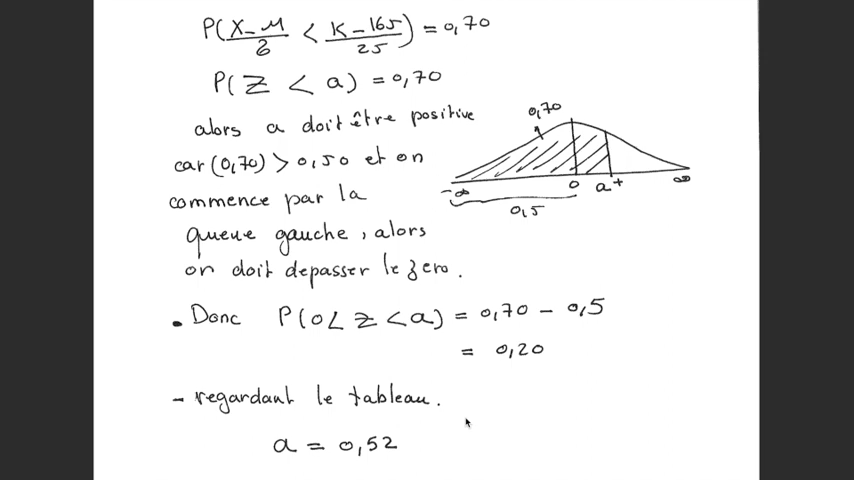 P(X-M/6 < K-165/25) = 0,70
P(Z < a) = 0,70
alors a doit être positive
car (0,70) > 0,50 et on
commence par la
queue gauche, alors
on doit depasser le zero.
0,70
-∞ 0 a+ ∞
0,5
• Donc P(0< Z < a) = 0,70 - 0,5
= 0,20
- regardant le tableau.
a = 0,52